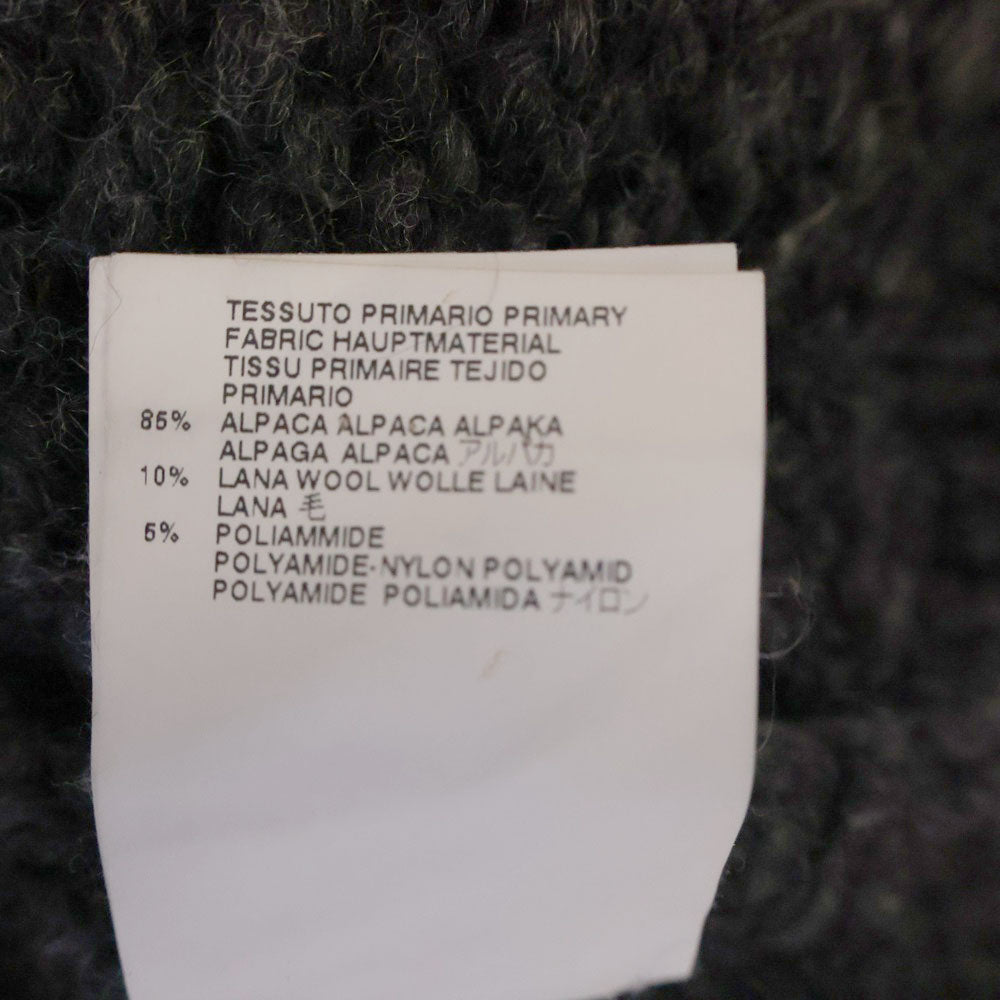 TESSUTO PRIMARIO PRIMARY
FABRIC HAUPTMATERIAL
TISSU PRIMAIRE TEJIDO
PRIMARIO
85% ALPACA ALPACA ALPAKA
ALPAGA ALPACA アルパカ
10% LANA WOOL WOLLE LAINE
LANA 毛
5% POLIAMMIDE
POLYAMIDE-NYLON POLYAMID
POLYAMIDE POLIAMIDA ナイロン